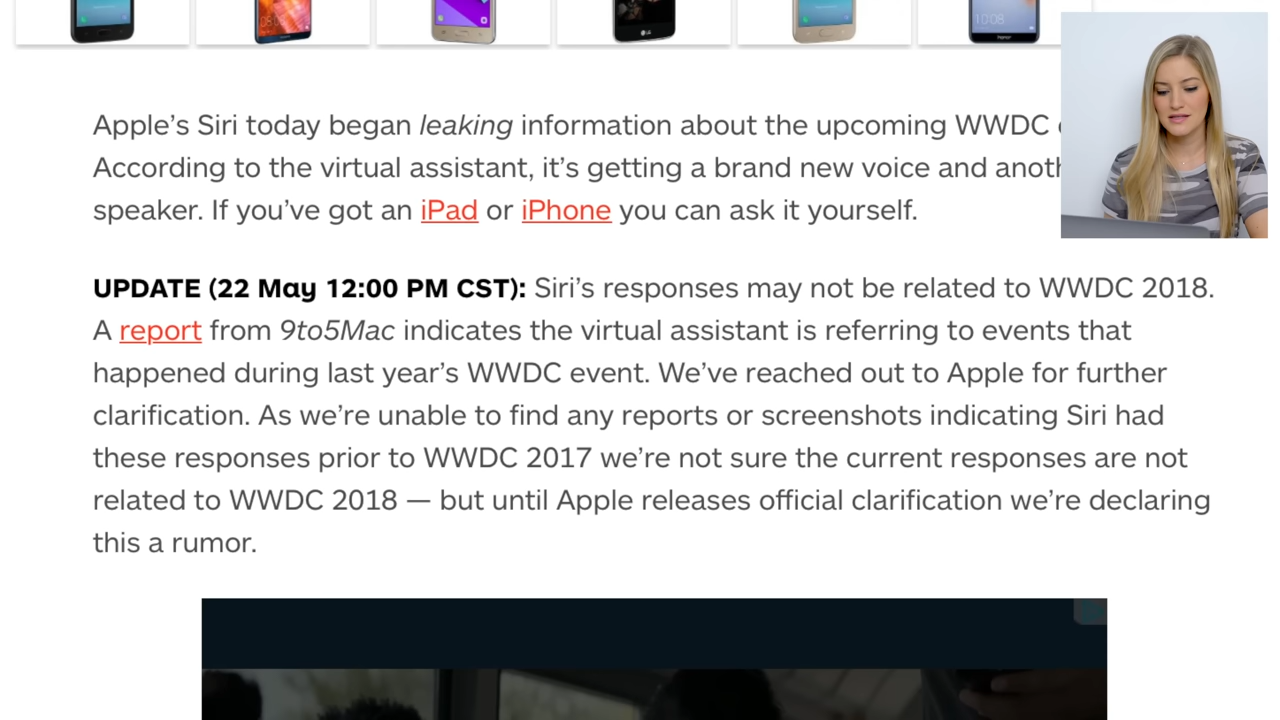 10:08
honor
LG
Apple's Siri today began leaking information about the upcoming WWDC
According to the virtual assistant, it's getting a brand new voice and
speaker. If you've got an iPad or iPhone you can ask it yourself.
UPDATE (22 May 12:00 PM CST): Siri's responses may not be related to WWDC 2018.
A report from 9to5Mac indicates the virtual assistant is referring to events that
happened during last year's WWDC event. We've reached out to Apple for further
clarification. As we're unable to find any reports or screenshots indicating Siri had
these responses prior to WWDC 2017 we're not sure the current responses are not
related to WWDC 2018 — but until Apple releases official clarification we're declaring
this a rumor.